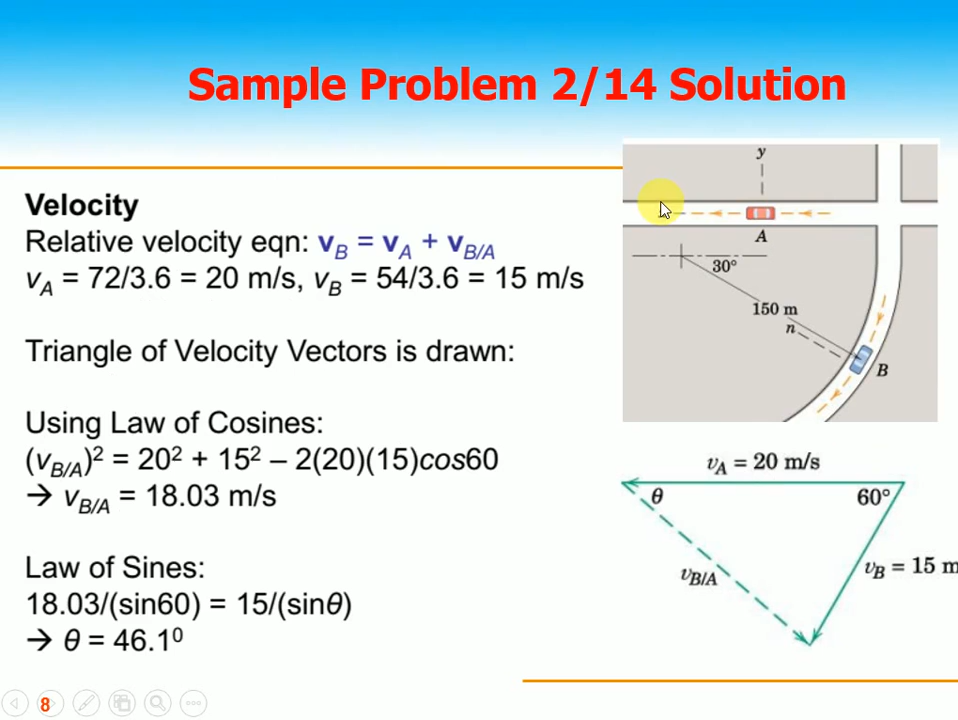 Sample Problem 2/14 Solution
Velocity
Relative velocity eqn: v_B = v_A + v_B/A
v_A = 72/3.6 = 20 m/s, v_B = 54/3.6 = 15 m/s
Triangle of Velocity Vectors is drawn:
Using Law of Cosines:
(v_B/A)² = 20² + 15² – 2(20)(15)cos60
→ v_B/A = 18.03 m/s
Law of Sines:
18.03/(sin60) = 15/(sinθ)
→ θ = 46.1⁰
y
A
30°
150 m
n
B
v_A = 20 m/s
θ
60°
v_B/A
v_B = 15 m
8